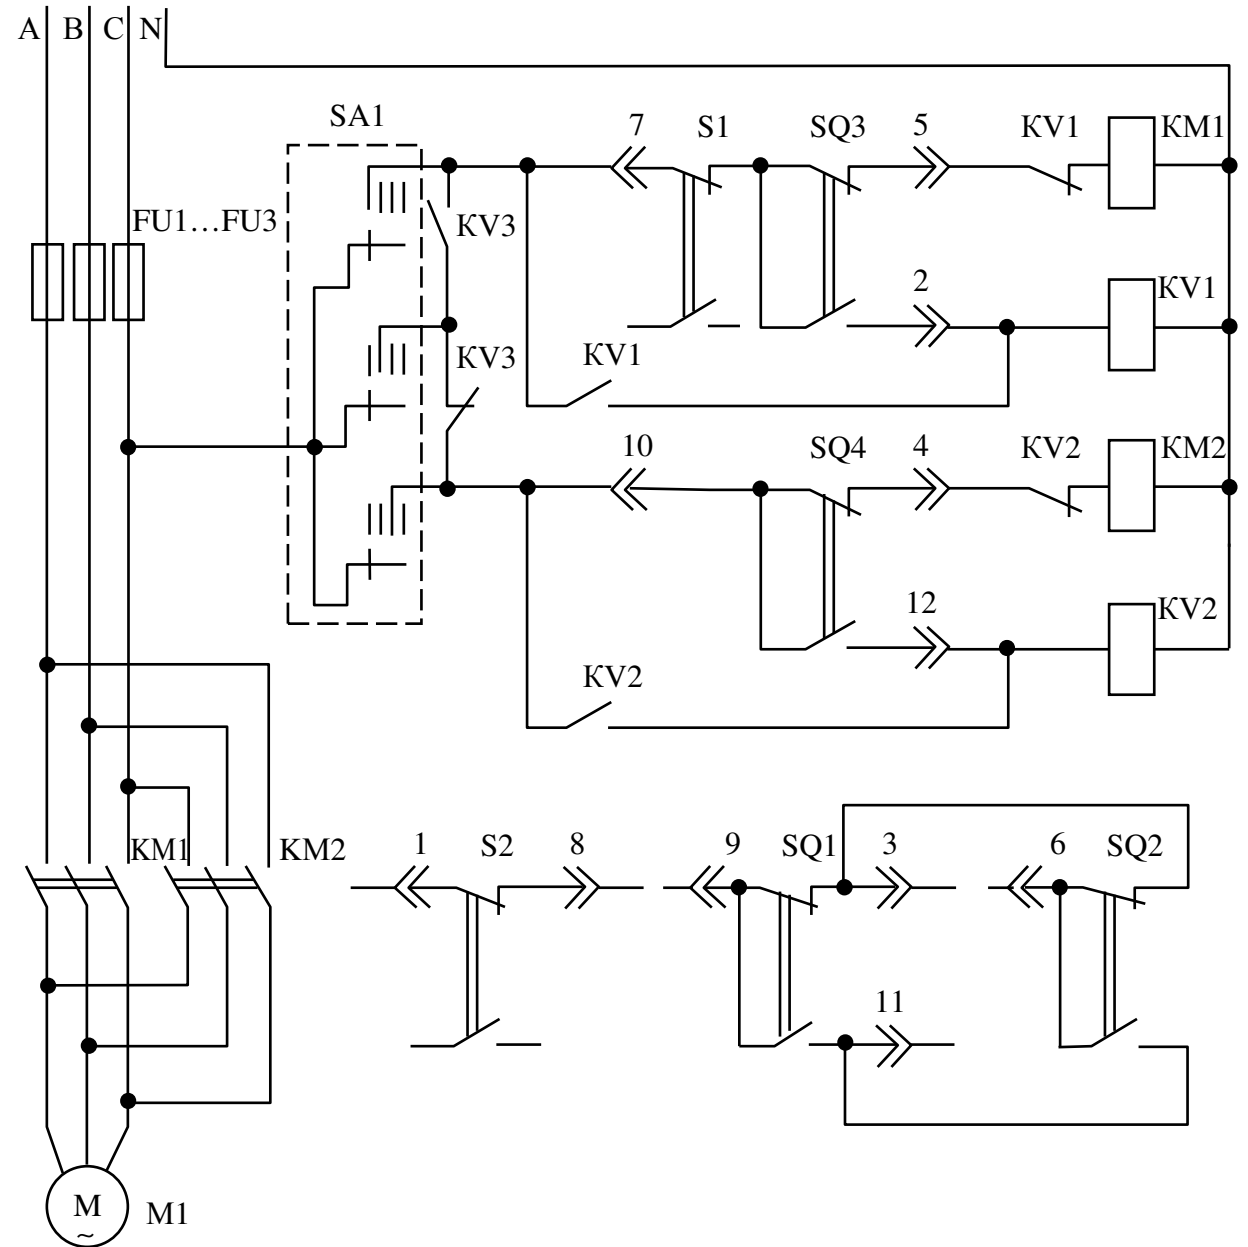 A B C N
SA1
7 S1 SQ3 5 KV1 KM1
FU1…FU3
KV3
2 KV1
KV3 KV1
10 SQ4 4 KV2 KM2
12 KV2
KV2
KM1 KM2 1 S2 8 9 SQ1 3 6 SQ2
11
M M1
~